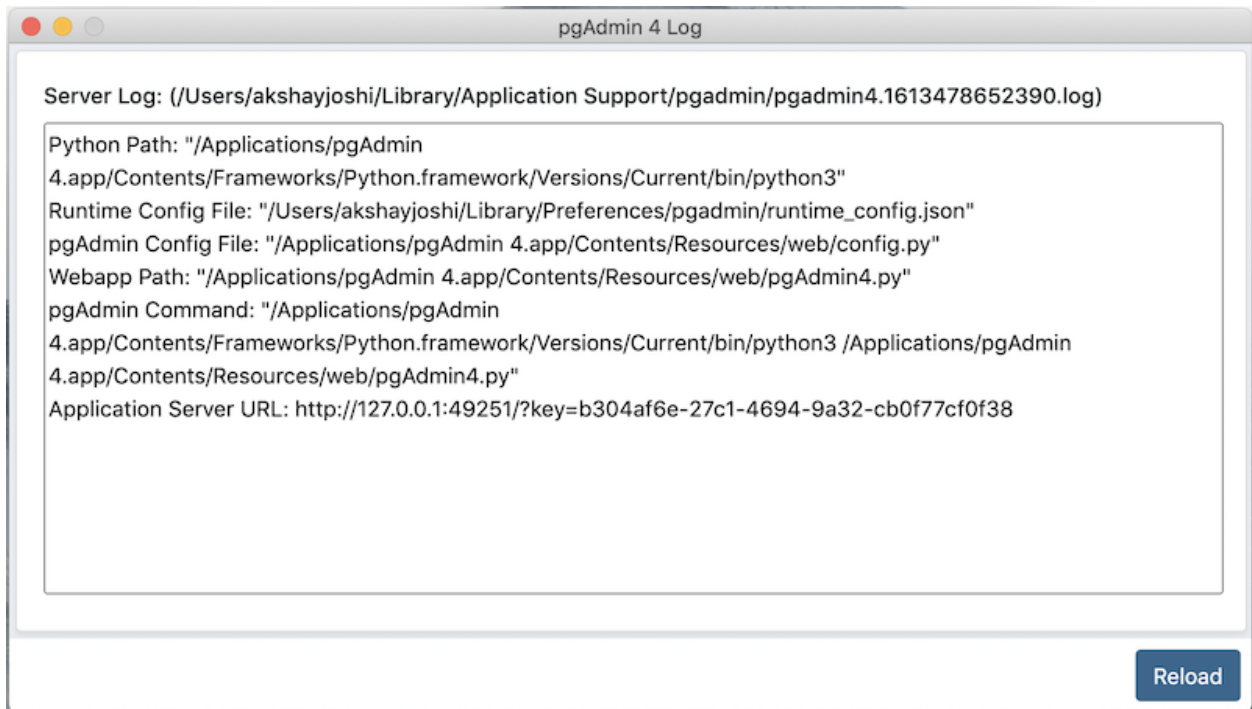 pgAdmin 4 Log
Server Log: (/Users/akshayjoshi/Library/Application Support/pgadmin/pgadmin4.1613478652390.log)
Python Path: "/Applications/pgAdmin
4.app/Contents/Frameworks/Python.framework/Versions/Current/bin/python3"
Runtime Config File: "/Users/akshayjoshi/Library/Preferences/pgadmin/runtime_config.json"
pgAdmin Config File: "/Applications/pgAdmin 4.app/Contents/Resources/web/config.py"
Webapp Path: "/Applications/pgAdmin 4.app/Contents/Resources/web/pgAdmin4.py"
pgAdmin Command: "/Applications/pgAdmin
4.app/Contents/Frameworks/Python.framework/Versions/Current/bin/python3 /Applications/pgAdmin
4.app/Contents/Resources/web/pgAdmin4.py"
Application Server URL: http://127.0.0.1:49251/?key=b304af6e-27c1-4694-9a32-cb0f77cf0f38
Reload